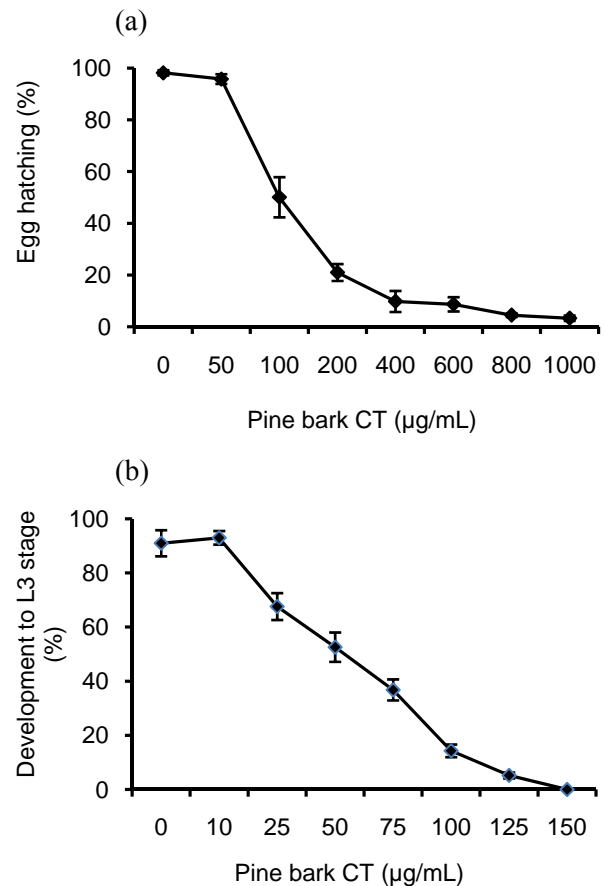 (a)
Egg hatching (%)
100
80
60
40
20
0
0 50 100 200 400 600 800 1000
Pine bark CT (µg/mL)
(b)
Development to L3 stage
(%)
100
80
60
40
20
0
0 10 25 50 75 100 125 150
Pine bark CT (µg/mL)